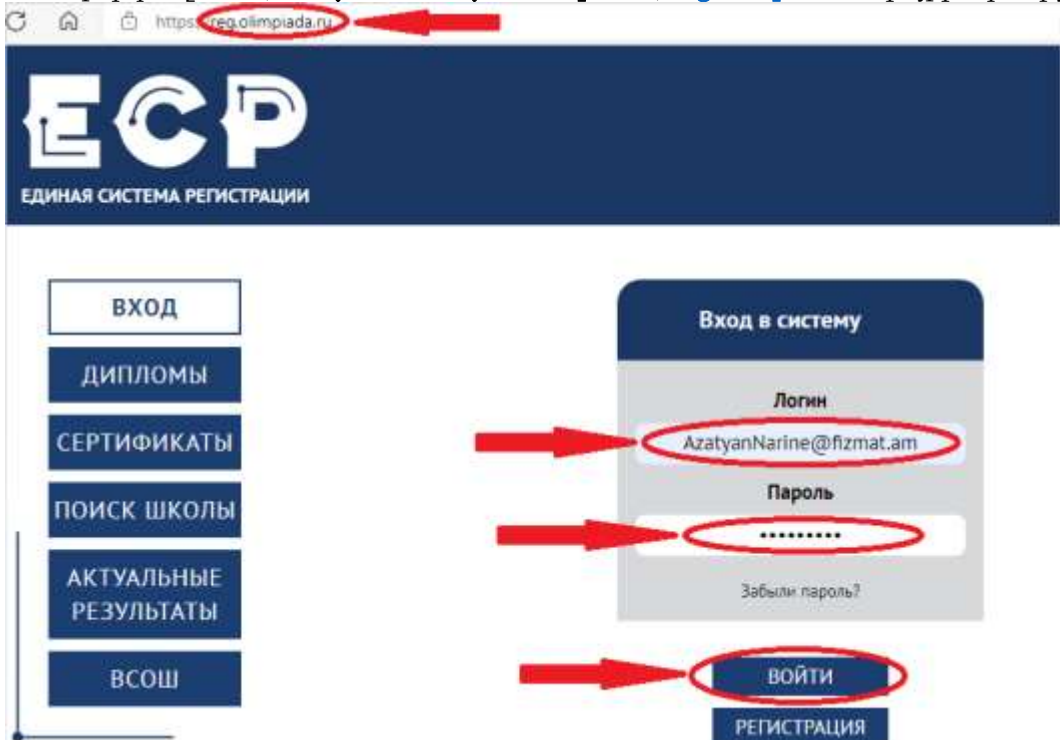 https://reg.olimpiada.ru
ЕСР
ЕДИНАЯ СИСТЕМА РЕГИСТРАЦИИ
ВХОД
ДИПЛОМЫ
СЕРТИФИКАТЫ
ПОИСК ШКОЛЫ
АКТУАЛЬНЫЕ
РЕЗУЛЬТАТЫ
ВСОШ
Вход в систему
Логин
AzatyanNarine@fizmat.am
Пароль
•••••••••
Забыли пароль?
ВОЙТИ
РЕГИСТРАЦИЯ